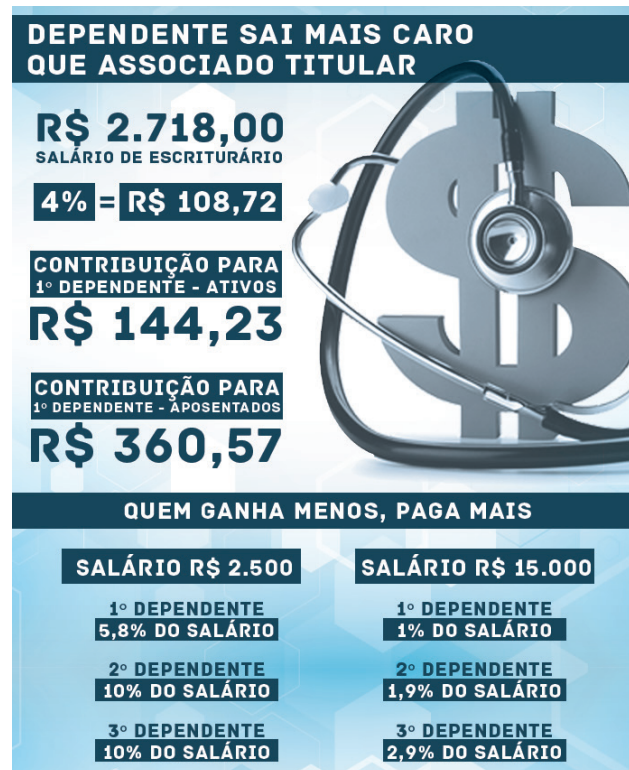 DEPENDENTE SAI MAIS CARO
QUE ASSOCIADO TITULAR
R$ 2.718,00
SALÁRIO DE ESCRITURÁRIO
4% = R$ 108,72
CONTRIBUIÇÃO PARA
1º DEPENDENTE - ATIVOS
R$ 144,23
CONTRIBUIÇÃO PARA
1º DEPENDENTE - APOSENTADOS
R$ 360,57
QUEM GANHA MENOS, PAGA MAIS
SALÁRIO R$ 2.500
1º DEPENDENTE
5,8% DO SALÁRIO
2º DEPENDENTE
10% DO SALÁRIO
3º DEPENDENTE
10% DO SALÁRIO
SALÁRIO R$ 15.000
1º DEPENDENTE
1% DO SALÁRIO
2º DEPENDENTE
1,9% DO SALÁRIO
3º DEPENDENTE
2,9% DO SALÁRIO